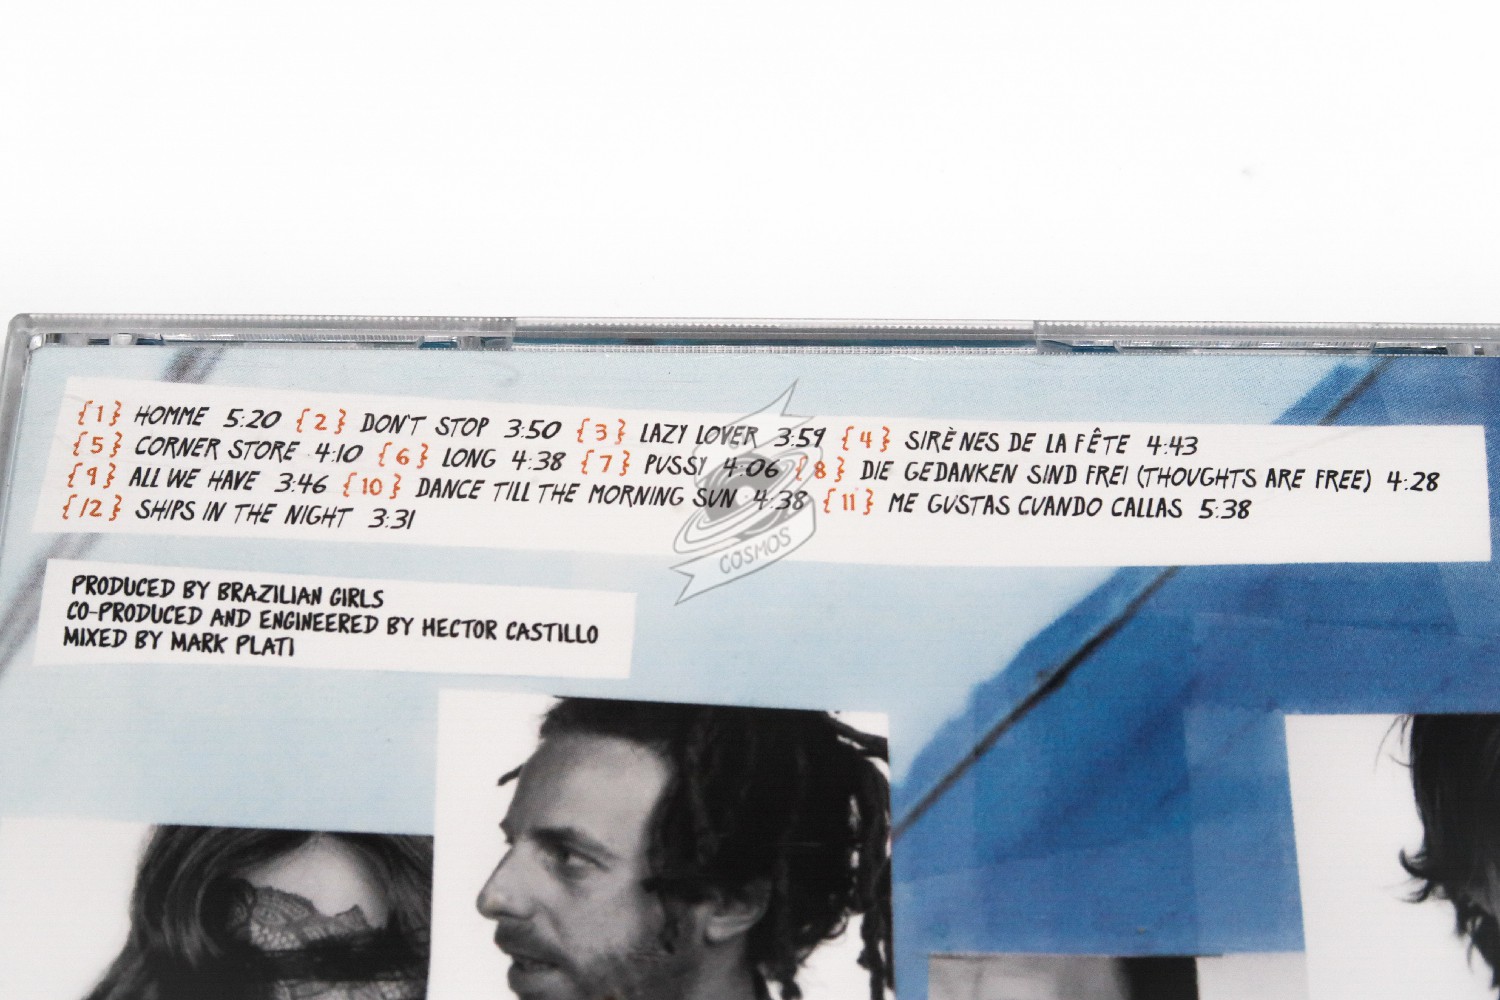 {1} HOMME 5:20 {2} DON'T STOP 3:50 {3} LAZY LOVER 3:59 {4} SIRÈNES DE LA FÊTE 4:43
{5} CORNER STORE 4:10 {6} LONG 4:38 {7} PUSSY 4:06 {8} DIE GEDANKEN SIND FREI (THOUGHTS ARE FREE) 4:28
{9} ALL WE HAVE 3:46 {10} DANCE TILL THE MORNING SUN 4:38 {11} ME GUSTAS CUANDO CALLAS 5:38
{12} SHIPS IN THE NIGHT 3:31
COSMOS
PRODUCED BY BRAZILIAN GIRLS
CO-PRODUCED AND ENGINEERED BY HECTOR CASTILLO
MIXED BY MARK PLATI